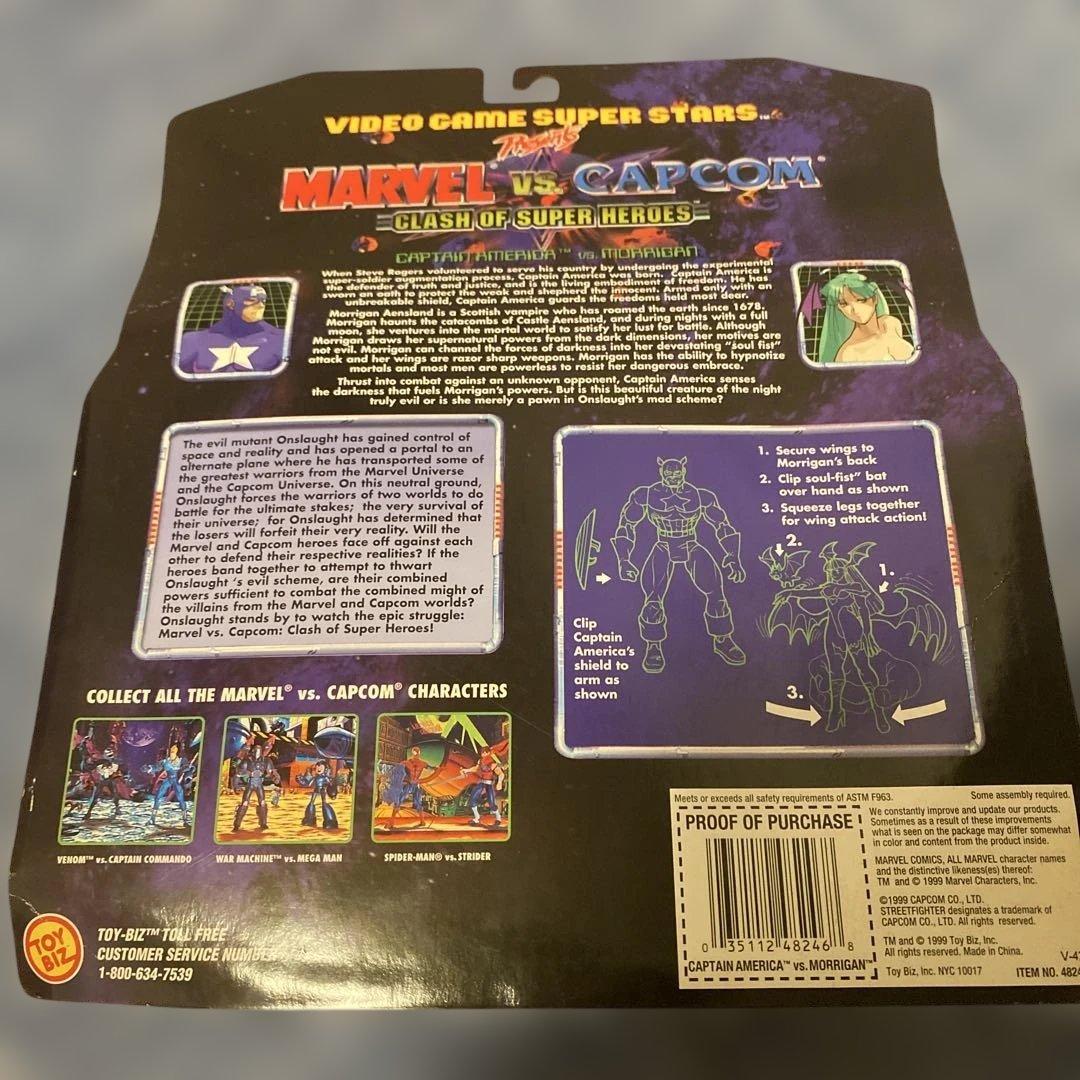 VIDEO GAME SUPER STARS™
Presents
MARVEL® VS. CAPCOM®
CLASH OF SUPER HEROES™
CAPTAIN AMERICA™ VS. MORRIGAN
When Steve Rogers volunteered to serve his country by undergoing the experimental
super-soldier augmentation process, Captain America was born. Captain America is
the defender of truth and justice, and is the living embodiment of freedom. He has
sworn an oath to protect the weak and shepherd the innocent. Armed only with an
unbreakable shield, Captain America guards the freedoms held most dear.
Morrigan Aensland is a Scottish vampire who has roamed the earth since 1678.
Morrigan haunts the catacombs of Castle Aensland, and during nights with a full
moon, she ventures into the mortal world to satisfy her lust for battle. Although
Morrigan draws her supernatural powers from the dark dimensions, her motives are
not evil. Morrigan can channel the forces of darkness into her devastating "soul fist"
attack and her wings are razor sharp weapons. Morrigan has the ability to hypnotize
mortals and most men are powerless to resist her dangerous embrace.
Thrust into combat against an unknown opponent, Captain America senses
the darkness that fuels Morrigan's powers. But is this beautiful creature of the night
truly evil or is she merely a pawn in Onslaught's mad scheme?
The evil mutant Onslaught has gained control of
space and reality and has opened a portal to an
alternate plane where he has transported some of
the greatest warriors from the Marvel Universe
and the Capcom Universe. On this neutral ground,
Onslaught forces the warriors of two worlds to do
battle for the ultimate stakes; the very survival of
their universe; for Onslaught has determined that
the losers will forfeit their very reality. Will the
Marvel and Capcom heroes face off against each
other to defend their respective realities? If the
heroes band together to attempt to thwart
Onslaught 's evil scheme, are their combined
powers sufficient to combat the combined might of
the villains from the Marvel and Capcom worlds?
Onslaught stands by to watch the epic struggle:
Marvel vs. Capcom: Clash of Super Heroes!
1. Secure wings to
Morrigan's back
2. Clip soul-fist" bat
over hand as shown
3. Squeeze legs together
for wing attack action!
2.
1.
Clip
Captain
America's
shield to
arm as
shown
3.
COLLECT ALL THE MARVEL® vs. CAPCOM® CHARACTERS
VENOM™ vs. CAPTAIN COMMANDO
WAR MACHINE™ vs. MEGA MAN
SPIDER-MAN® vs. STRIDER
TOY
BIZ
TOY-BIZ™ TOLL FREE
CUSTOMER SERVICE NUMBER
1-800-634-7539
Meets or exceeds all safety requirements of ASTM F963.
Some assembly required.
PROOF OF PURCHASE
0 35112 48246 8
CAPTAIN AMERICA™ vs. MORRIGAN™
We constantly improve and update our products.
Sometimes as a result of these improvements
what is seen on the package may differ somewhat
in color and content from the product inside.
MARVEL COMICS, ALL MARVEL character names
and the distinctive likeness(es) thereof:
TM and © 1999 Marvel Characters, Inc.
©1999 CAPCOM CO., LTD.
STREETFIGHTER designates a trademark of
CAPCOM CO., LTD. All rights reserved.
TM and © 1999 Toy Biz, Inc.
All rights reserved. Made in China.
Toy Biz, Inc. NYC 10017
ITEM NO.